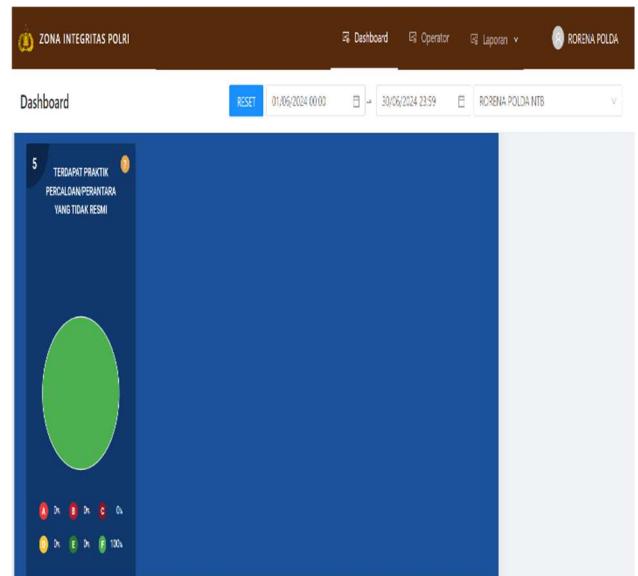 ZONA INTEGRITAS POLRI
Dashboard Operator Laporan RORENA POLDA
Dashboard RESET 01/06/2024 00:00 30/06/2024 23:59 RORENA POLDA NTB
5 ?
TERDAPAT PRAKTIK
PERCALOAN/PERANTARA
YANG TIDAK RESMI
A 0% B 0% C 0%
D 0% E 0% F 100%